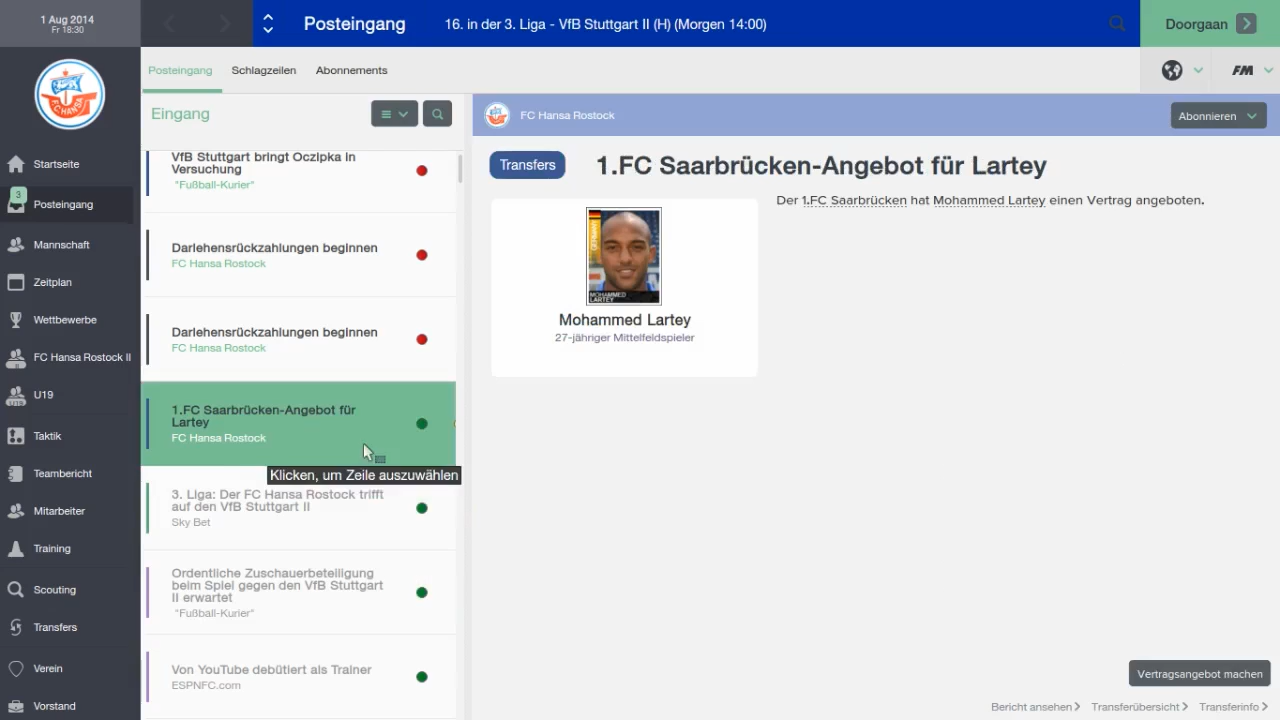 1 Aug 2014
Fr 18:30
Posteingang
16. in der 3. Liga - VfB Stuttgart II (H) (Morgen 14:00)
Doorgaan
Posteingang
Schlagzeilen
Abonnements
FM
F.C. HANSA
Startseite
3
Posteingang
Mannschaft
Zeitplan
Wettbewerbe
FC Hansa Rostock II
U19
Taktik
Teambericht
Mitarbeiter
Training
Scouting
Transfers
Verein
Vorstand
Eingang
VfB Stuttgart bringt Oczipka in
Versuchung
"Fußball-Kurier"
Darlehensrückzahlungen beginnen
FC Hansa Rostock
Darlehensrückzahlungen beginnen
FC Hansa Rostock
1.FC Saarbrücken-Angebot für
Lartey
FC Hansa Rostock
Klicken, um Zeile auszuwählen
3. Liga: Der FC Hansa Rostock trifft
auf den VfB Stuttgart II
Sky Bet
Ordentliche Zuschauerbeteiligung
beim Spiel gegen den VfB Stuttgart
II erwartet
"Fußball-Kurier"
Von YouTube debütiert als Trainer
ESPNFC.com
FC Hansa Rostock
Abonnieren
Transfers
1.FC Saarbrücken-Angebot für Lartey
GERMANY
MOHAMMED
LARTEY
Mohammed Lartey
27-jähriger Mittelfeldspieler
Der 1.FC Saarbrücken hat Mohammed Lartey einen Vertrag angeboten.
Vertragsangebot machen
Bericht ansehen
Transferübersicht
Transferinfo